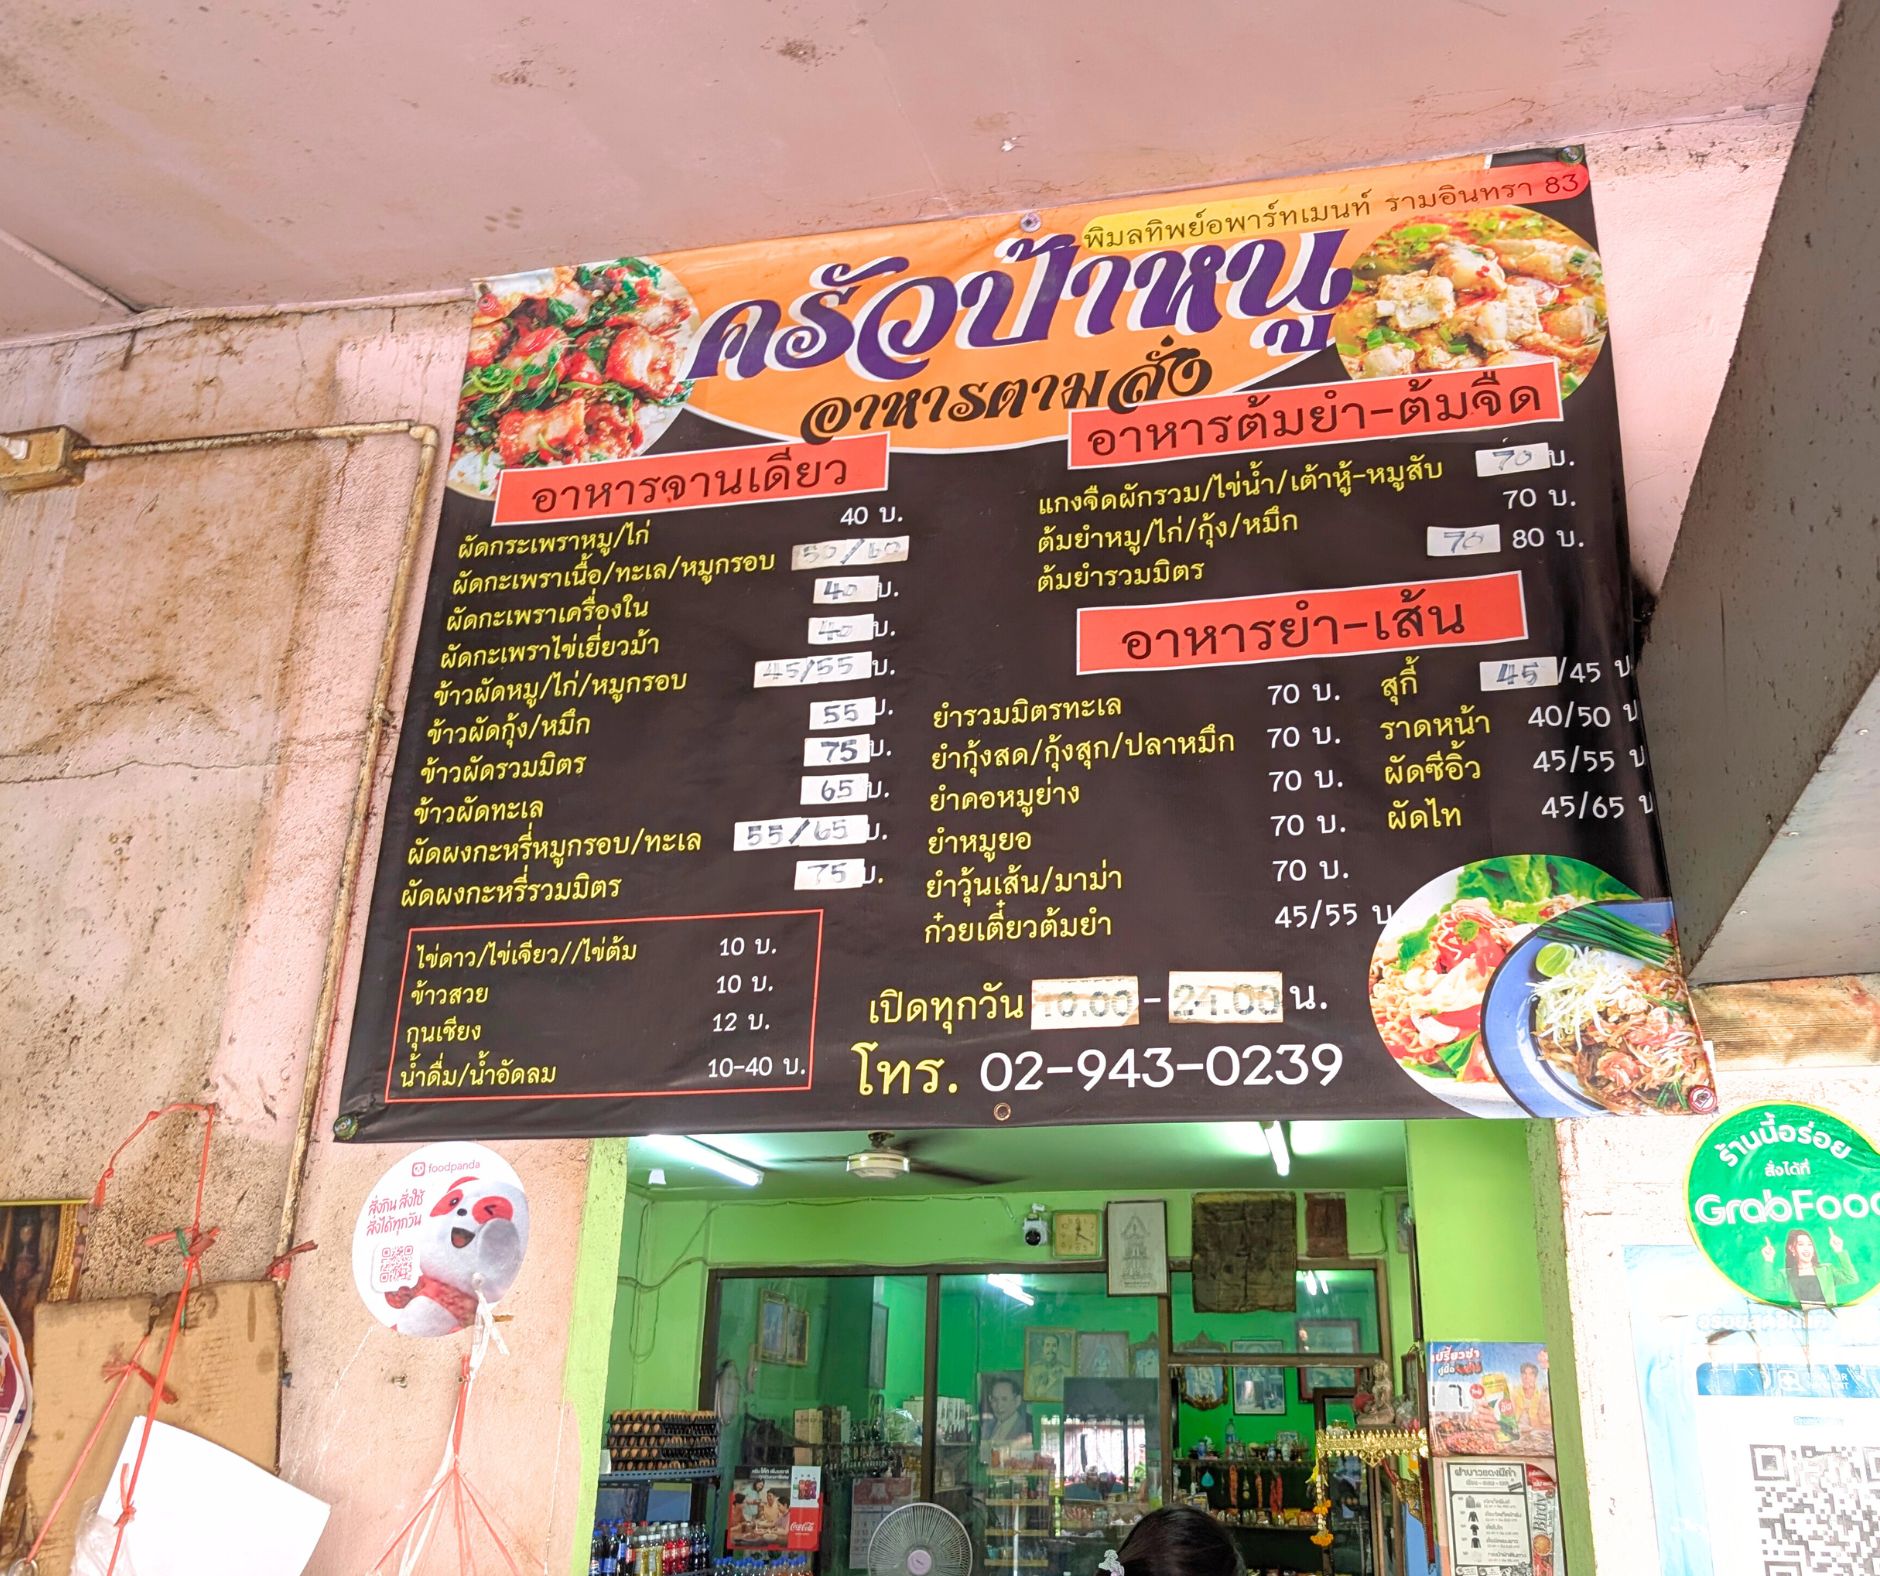 พิมลทิพย์อพาร์ทเมนท์ รามอินทรา 83
ครัวป้าหนู
อาหารตามสั่ง
อาหารจานเดียว
ผัดกระเพราหมู/ไก่ 40 บ.
ผัดกะเพราเนื้อ/ทะเล/หมูกรอบ 50/60
ผัดกะเพราเครื่องใน 40 บ.
ผัดกะเพราไข่เยี่ยวม้า 40 บ.
ข้าวผัดหมู/ไก่/หมูกรอบ 45/55 บ.
ข้าวผัดกุ้ง/หมึก 55 บ.
ข้าวผัดรวมมิตร 75 บ.
ข้าวผัดทะเล 65 บ.
ผัดผงกะหรี่หมูกรอบ/ทะเล 55/65 บ.
ผัดผงกะหรี่รวมมิตร 75 บ.
ไข่ดาว/ไข่เจียว//ไข่ต้ม 10 บ.
ข้าวสวย 10 บ.
กุนเชียง 12 บ.
น้ำดื่ม/น้ำอัดลม 10-40 บ.
อาหารต้มยำ-ต้มจืด
แกงจืดผักรวม/ไข่น้ำ/เต้าหู้-หมูสับ 70 บ.
ต้มยำหมู/ไก่/กุ้ง/หมึก 70 บ.
ต้มยำรวมมิตร 70 80 บ.
อาหารยำ-เส้น
ยำรวมมิตรทะเล 70 บ.
ยำกุ้งสด/กุ้งสุก/ปลาหมึก 70 บ.
ยำคอหมูย่าง 70 บ.
ยำหมูยอ 70 บ.
ยำวุ้นเส้น/มาม่า 70 บ.
ก๋วยเตี๋ยวต้มยำ 45/55 บ
สุกี้ 45/45 บ
ราดหน้า 40/50 บ
ผัดซีอิ้ว 45/55 บ
ผัดไท 45/65 บ
เปิดทุกวัน 10.00 - 21.00 น.
โทร. 02-943-0239
foodpanda
สั่งกิน สั่งใช้
สั่งได้ทุกวัน
ร้านนี้อร่อย
สั่งได้ที่
GrabFood
Coca-Cola